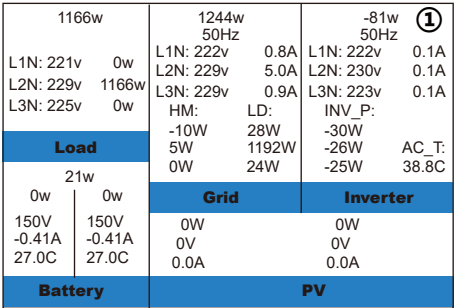 1166w
L1N: 221v 0w
L2N: 229v 1166w
L3N: 225v 0w
Load
1244w
50Hz
L1N: 222v 0.8A
L2N: 229v 5.0A
L3N: 229v 0.9A
HM: LD:
-10W 28W
5W 1192W
0W 24W
Grid
-81w ①
50Hz
L1N: 222v 0.1A
L2N: 230v 0.1A
L3N: 223v 0.1A
INV_P:
-30W
-26W AC_T:
-25W 38.8C
Inverter
21w
0w 0w
150V 150V
-0.41A -0.41A
27.0C 27.0C
Battery
0W 0W
0V 0V
0.0A 0.0A
PV